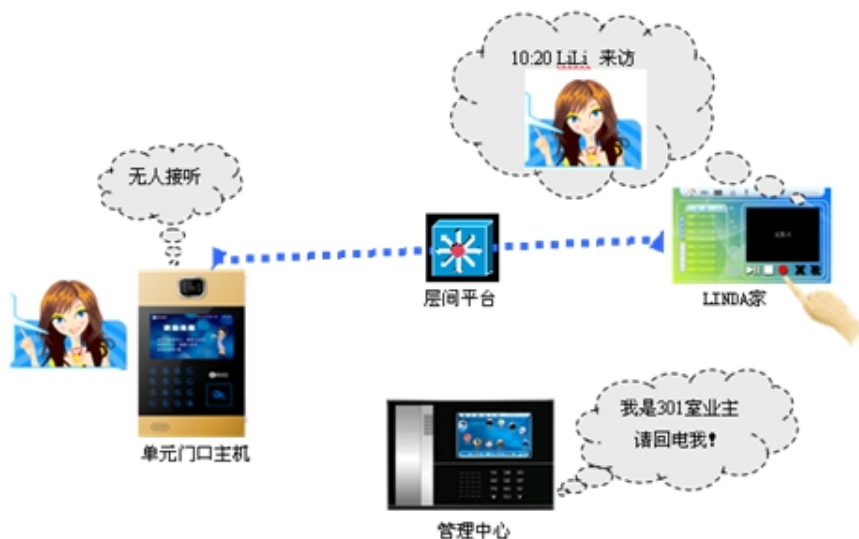 10:20 LiLi 来访
无人接听
层间平台
LINDA家
我是301室业主
请回电我!
单元门口主机
管理中心